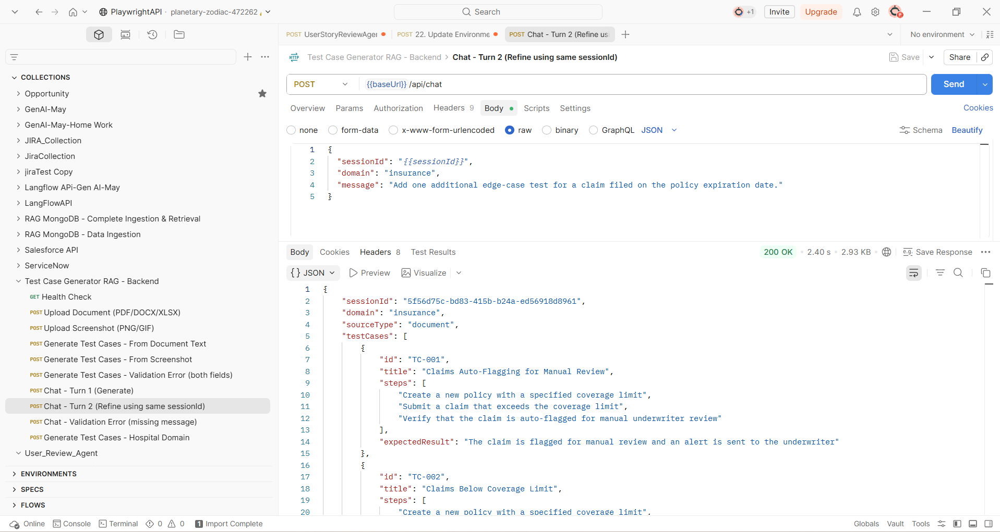 PlaywrightAPI · planetary-zodiac-472262
Search
+1
Invite
Upgrade
POST UserStoryReviewAger
POST 22. Update Environme
POST Chat - Turn 2 (Refine usi
No environment
Test Case Generator RAG - Backend > Chat - Turn 2 (Refine using same sessionId)
Save
Share
COLLECTIONS
Opportunity
GenAI-May
GenAI-May-Home Work
JIRA_Collection
JiraCollection
jiraTest Copy
Langflow APi-Gen AI-May
LangFlowAPI
RAG MongoDB - Complete Ingestion & Retrieval
RAG MongoDB - Data Ingestion
Salesforce API
ServiceNow
Test Case Generator RAG - Backend
GET Health Check
POST Upload Document (PDF/DOCX/XLSX)
POST Upload Screenshot (PNG/GIF)
POST Generate Test Cases - From Document Text
POST Generate Test Cases - From Screenshot
POST Generate Test Cases - Validation Error (both fields)
POST Chat - Turn 1 (Generate)
POST Chat - Turn 2 (Refine using same sessionId)
POST Chat - Validation Error (missing message)
POST Generate Test Cases - Hospital Domain
User_Review_Agent
ENVIRONMENTS
SPECS
FLOWS
POST
{{baseUrl}} /api/chat
Send
Overview Params Authorization Headers 9 Body Scripts Settings
Cookies
none form-data x-www-form-urlencoded raw binary GraphQL JSON
Schema Beautify
1 {
2 "sessionId": "{{sessionId}}",
3 "domain": "insurance",
4 "message": "Add one additional edge-case test for a claim filed on the policy expiration date."
5 }
Body Cookies Headers 8 Test Results
200 OK • 2.40 s • 2.93 KB
e.g. Save Response
{} JSON Preview Visualize
1 {
2 "sessionId": "5f56d75c-bd83-415b-b24a-ed56918d8961",
3 "domain": "insurance",
4 "sourceType": "document",
5 "testCases": [
6 {
7 "id": "TC-001",
8 "title": "Claims Auto-Flagging for Manual Review",
9 "steps": [
10 "Create a new policy with a specified coverage limit",
11 "Submit a claim that exceeds the coverage limit",
12 "Verify that the claim is auto-flagged for manual underwriter review"
13 ],
14 "expectedResult": "The claim is flagged for manual review and an alert is sent to the underwriter"
15 },
16 {
17 "id": "TC-002",
18 "title": "Claims Below Coverage Limit",
19 "steps": [
20 "Create a new policy with a specified coverage limit",
Online Console Terminal 0 0 1 Import Complete
Globals Vault Tools